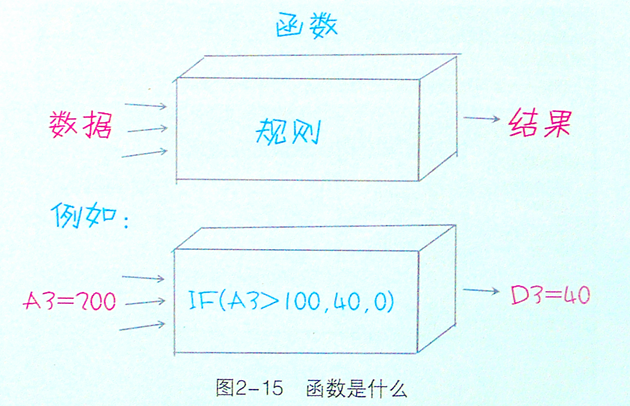 函数
数据 规则 结果
例如:
A3=200 IF(A3>100,40,0) D3=40
图2-15 函数是什么